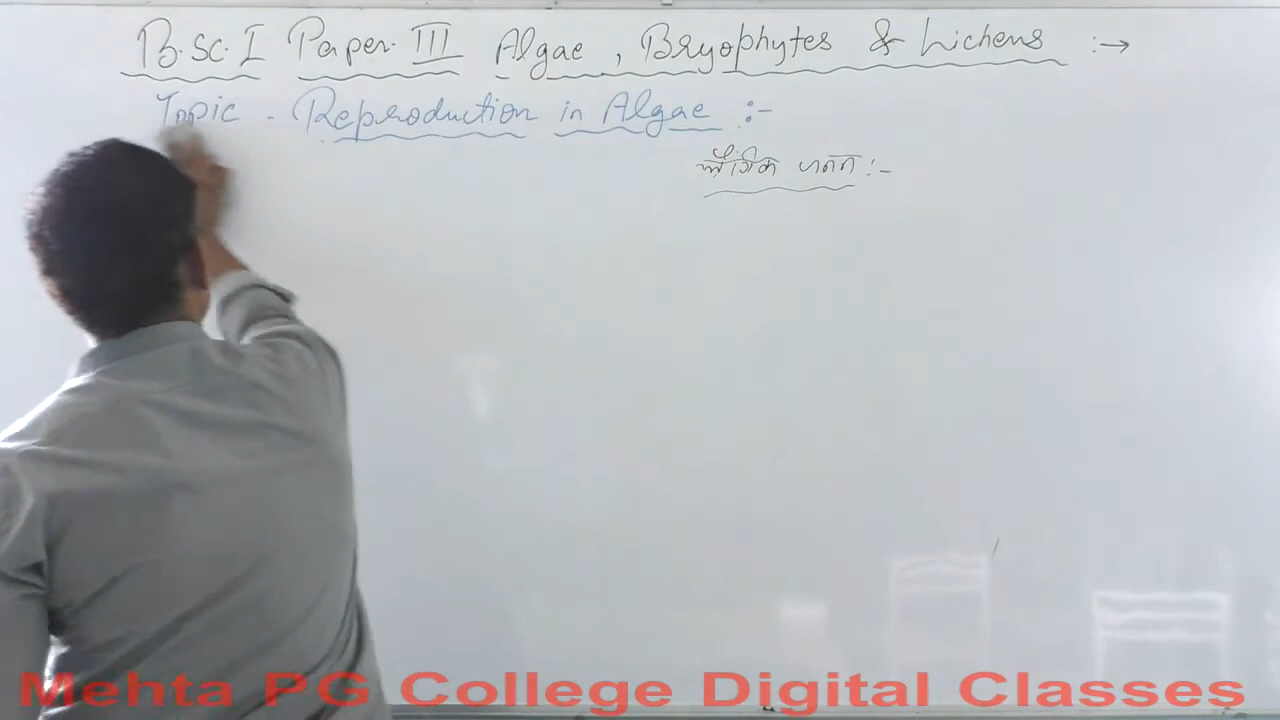 B.Sc. I Paper. III Algae, Bryophytes & Lichens :→
Topic - Reproduction in Algae :-
लैंगिक जनन :-
Mehta PG College Digital Classes